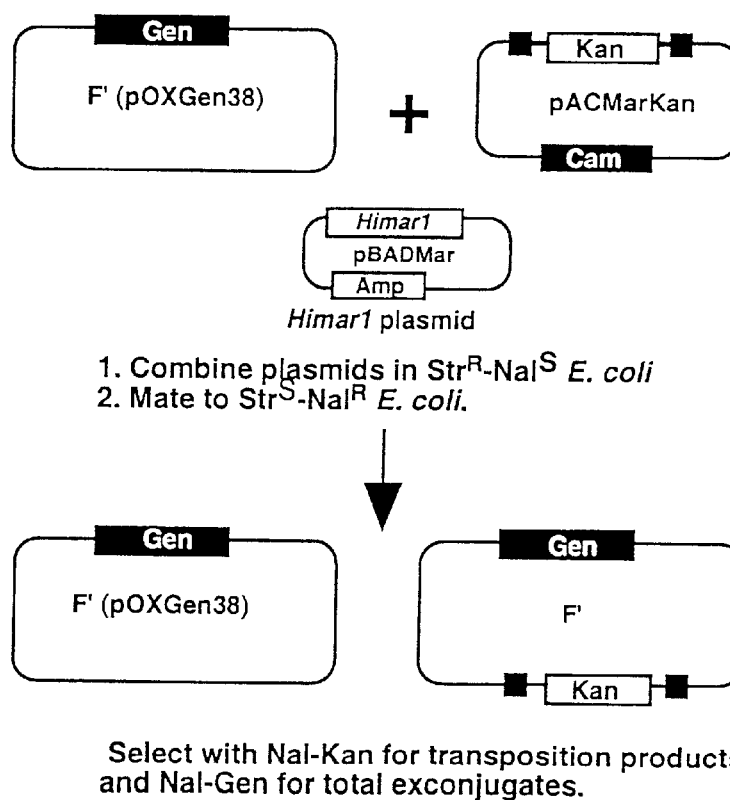 Gen
F' (pOXGen38)
+
Kan
pACMarKan
Cam
Himar1
pBADMar
Amp
Himar1 plasmid
1. Combine plasmids in StrR-NalS E. coli
2. Mate to StrS-NalR E. coli.
Gen
F' (pOXGen38)
Gen
F'
Kan
Select with Nal-Kan for transposition products
and Nal-Gen for total exconjugates.